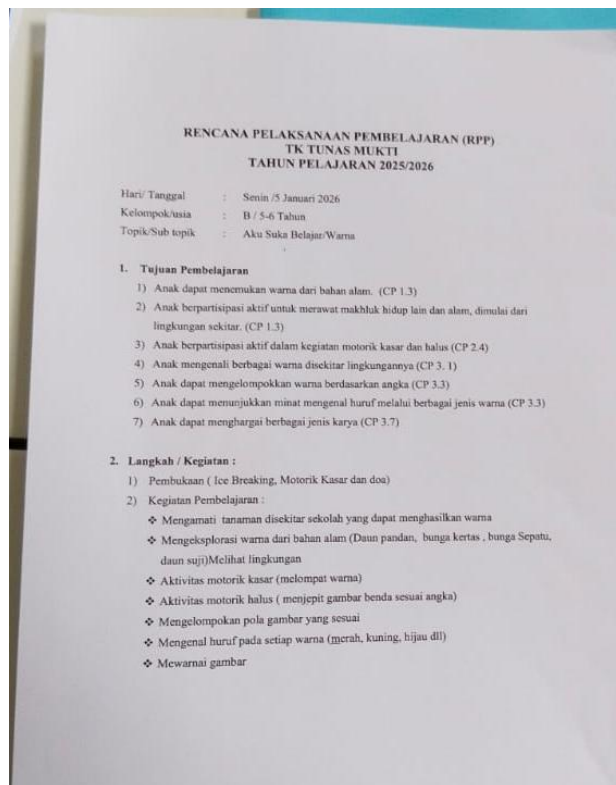 RENCANA PELAKSANAAN PEMBELAJARAN (RPP)
TK TUNAS MUKTI
TAHUN PELAJARAN 2025/2026
Hari/ Tanggal : Senin /5 Januari 2026
Kelompok/usia : B / 5-6 Tahun
Topik/Sub topik : Aku Suka Belajar/Warna
1. Tujuan Pembelajaran
1) Anak dapat menemukan warna dari bahan alam. (CP 1.3)
2) Anak berpartisipasi aktif untuk merawat makhluk hidup lain dan alam, dimulai dari
lingkungan sekitar. (CP 1.3)
3) Anak berpartisipasi aktif dalam kegiatan motorik kasar dan halus (CP 2.4)
4) Anak mengenali berbagai warna disekitar lingkungannya (CP 3. 1)
5) Anak dapat mengelompokkan warna berdasarkan angka (CP 3.3)
6) Anak dapat menunjukkan minat mengenal huruf melalui berbagai jenis warna (CP 3.3)
7) Anak dapat menghargai berbagai jenis karya (CP 3.7)
2. Langkah / Kegiatan :
1) Pembukaan ( Ice Breaking, Motorik Kasar dan doa)
2) Kegiatan Pembelajaran :
❖ Mengamati tanaman disekitar sekolah yang dapat menghasilkan warna
❖ Mengeksplorasi warna dari bahan alam (Daun pandan, bunga kertas , bunga Sepatu,
daun suji)Melihat lingkungan
❖ Aktivitas motorik kasar (melompat warna)
❖ Aktivitas motorik halus ( menjepit gambar benda sesuai angka)
❖ Mengelompokan pola gambar yang sesuai
❖ Mengenal huruf pada setiap warna (merah, kuning, hijau dll)
❖ Mewarnai gambar